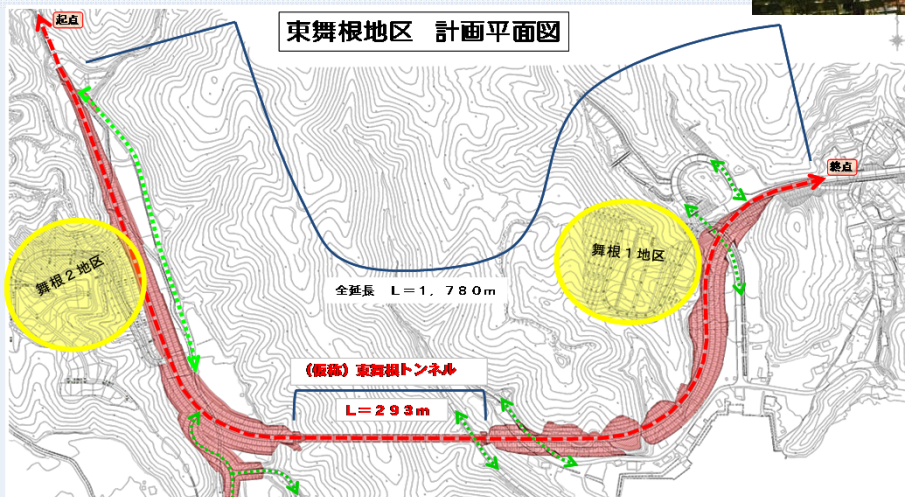 起点
東舞根地区 計画平面図
終点
舞根2地区
舞根1地区
全延長 L=1,780m
(仮称)東舞根トンネル
L=293m